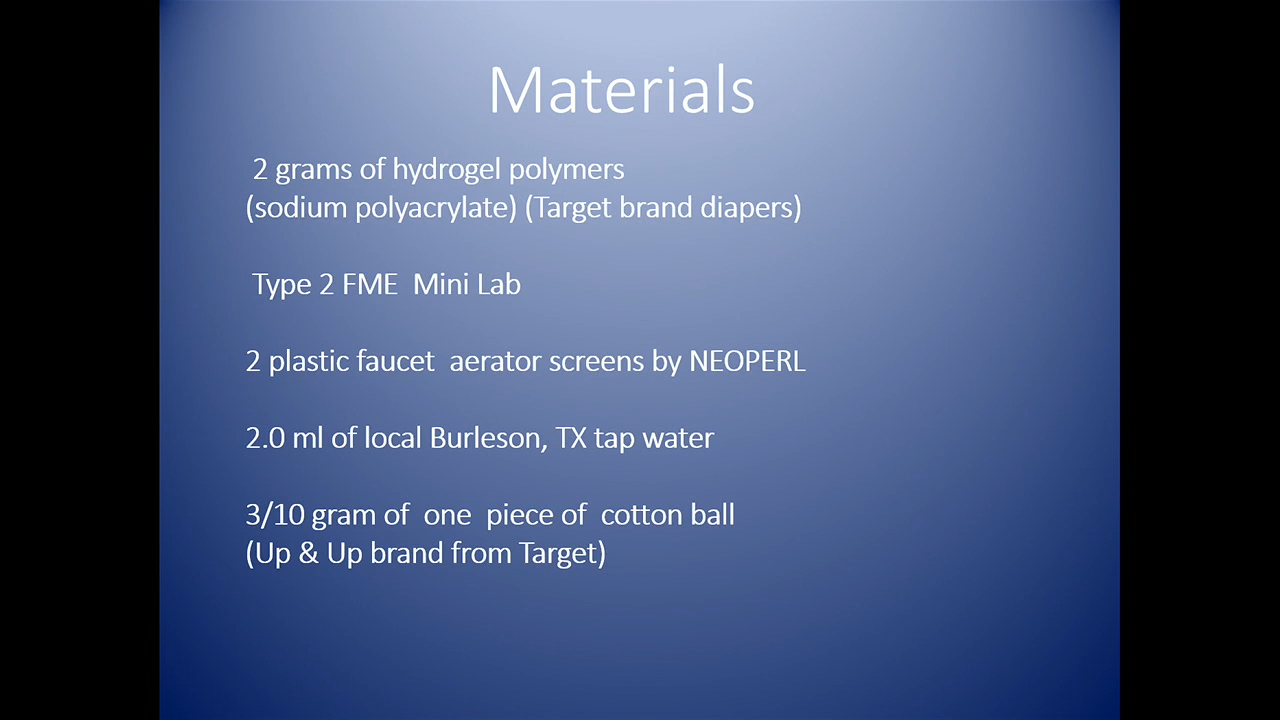 Materials
2 grams of hydrogel polymers
(sodium polyacrylate) (Target brand diapers)
Type 2 FME  Mini Lab
2 plastic faucet  aerator screens by NEOPERL
2.0 ml of local Burleson, TX tap water
3/10 gram of  one  piece of  cotton ball
(Up & Up brand from Target)